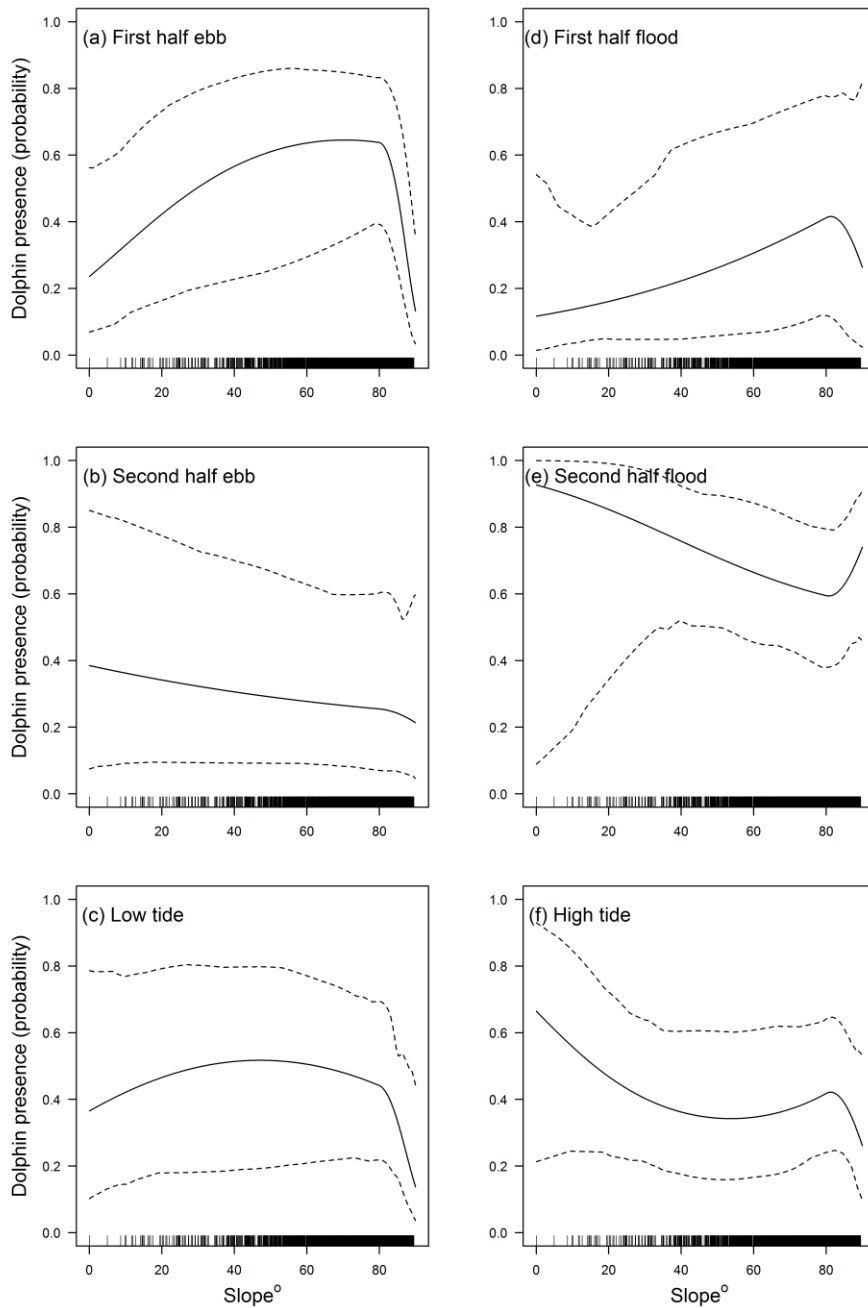 (a) First half ebb
Dolphin presence (probability)
1.0
0.8
0.6
0.4
0.2
0.0
0 20 40 60 80
(d) First half flood
1.0
0.8
0.6
0.4
0.2
0.0
0 20 40 60 80
(b) Second half ebb
Dolphin presence (probability)
1.0
0.8
0.6
0.4
0.2
0.0
0 20 40 60 80
(e) Second half flood
1.0
0.8
0.6
0.4
0.2
0.0
0 20 40 60 80
(c) Low tide
Dolphin presence (probability)
1.0
0.8
0.6
0.4
0.2
0.0
0 20 40 60 80
Slope°
(f) High tide
1.0
0.8
0.6
0.4
0.2
0.0
0 20 40 60 80
Slope°